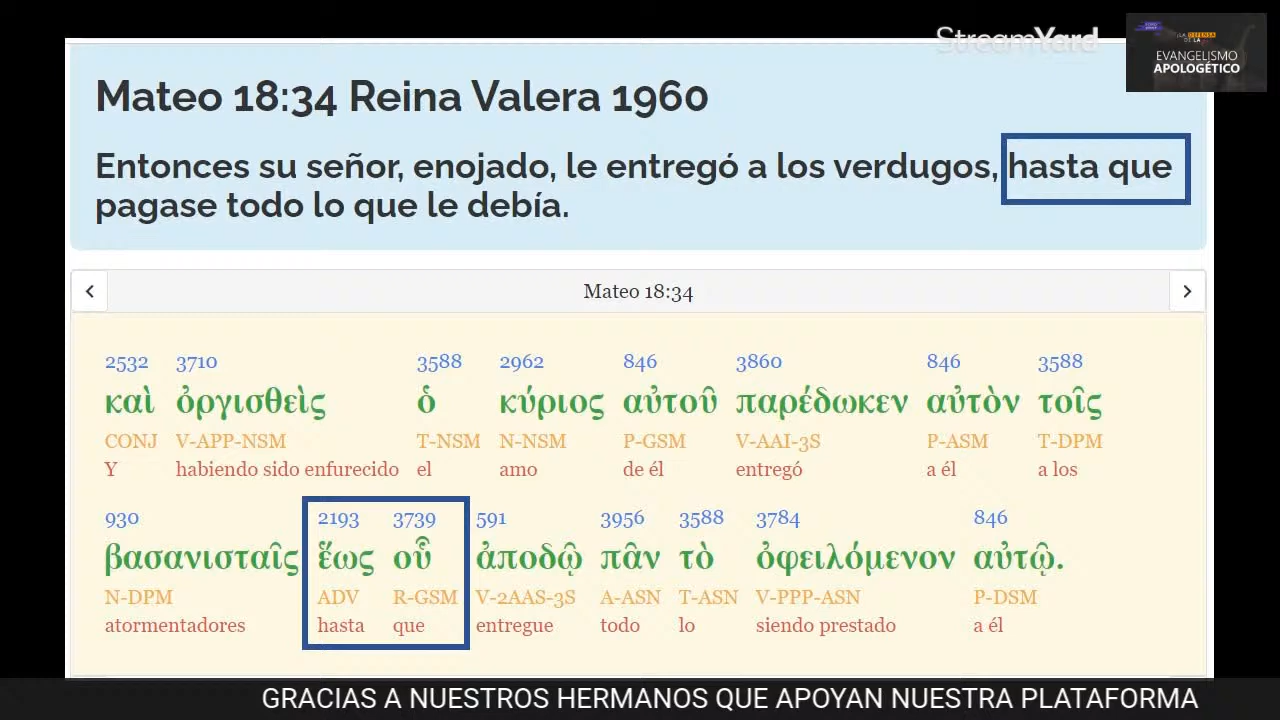 StreamYard
¡LA DEFENSA
DE LA
EVANGELISMO
APOLOGÉTICO
Mateo 18:34 Reina Valera 1960
Entonces su señor, enojado, le entregó a los verdugos, hasta que
pagase todo lo que le debía.
Mateo 18:34
2532 3710 3588 2962 846 3860 846 3588
καὶ ὀργισθεὶς ὁ κύριος αὐτοῦ παρέδωκεν αὐτὸν τοῖς
CONJ V-APP-NSM T-NSM N-NSM P-GSM V-AAI-3S P-ASM T-DPM
Y habiendo sido enfurecido el amo de él entregó a él a los
930 2193 3739 591 3956 3588 3784 846
βασανισταῖς ἕως οὗ ἀποδῷ πᾶν τὸ ὀφειλόμενον αὐτῷ.
N-DPM ADV R-GSM V-2AAS-3S A-ASN T-ASN V-PPP-ASN P-DSM
atormentadores hasta que entregue todo lo siendo prestado a él
GRACIAS A NUESTROS HERMANOS QUE APOYAN NUESTRA PLATAFORMA